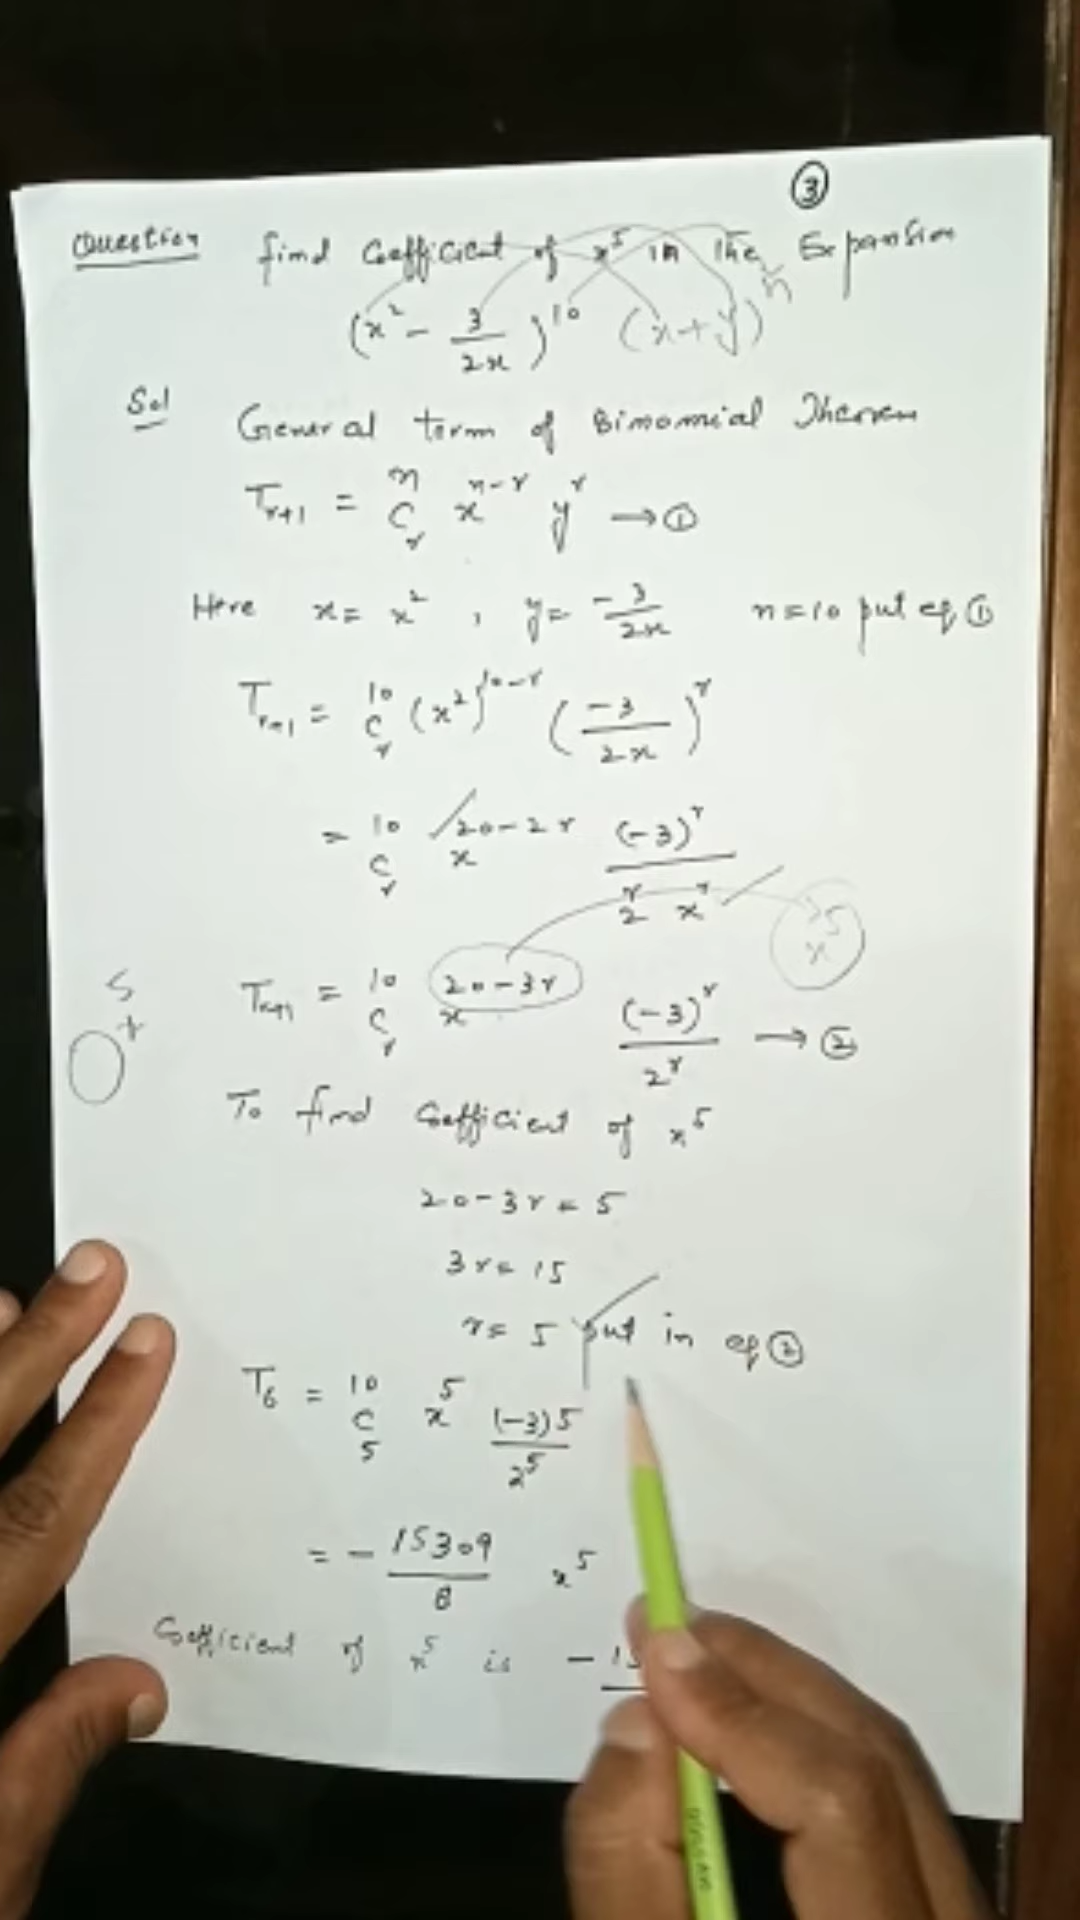 ③
Question find Coefficient of x⁵ in the Expansion
(x² - 3/2x)¹⁰ (x+y)ⁿ
Sol General term of Binomial Theorem
Tᵣ₊₁ = ⁿCᵣ xⁿ⁻ʳ yʳ → ①
Here x = x² , y = -3/2x n=10 put eq ①
Tᵣ₊₁ = ¹⁰Cᵣ (x²)¹⁰⁻ʳ (-3/2x)ʳ
= ¹⁰Cᵣ x²⁰⁻²ʳ (-3)ʳ/2ʳ xʳ
x⁵
Tᵣ₊₁ = ¹⁰Cᵣ x²⁰⁻³ʳ (-3)ʳ/2ʳ → ②
To find Coefficient of x⁵
20-3r = 5
3r = 15
r = 5 put in eq ②
T₆ = ¹⁰C₅ x⁵ (-3)5/2⁵
= - 15309/8 x⁵
Coefficient of x⁵ is - 15